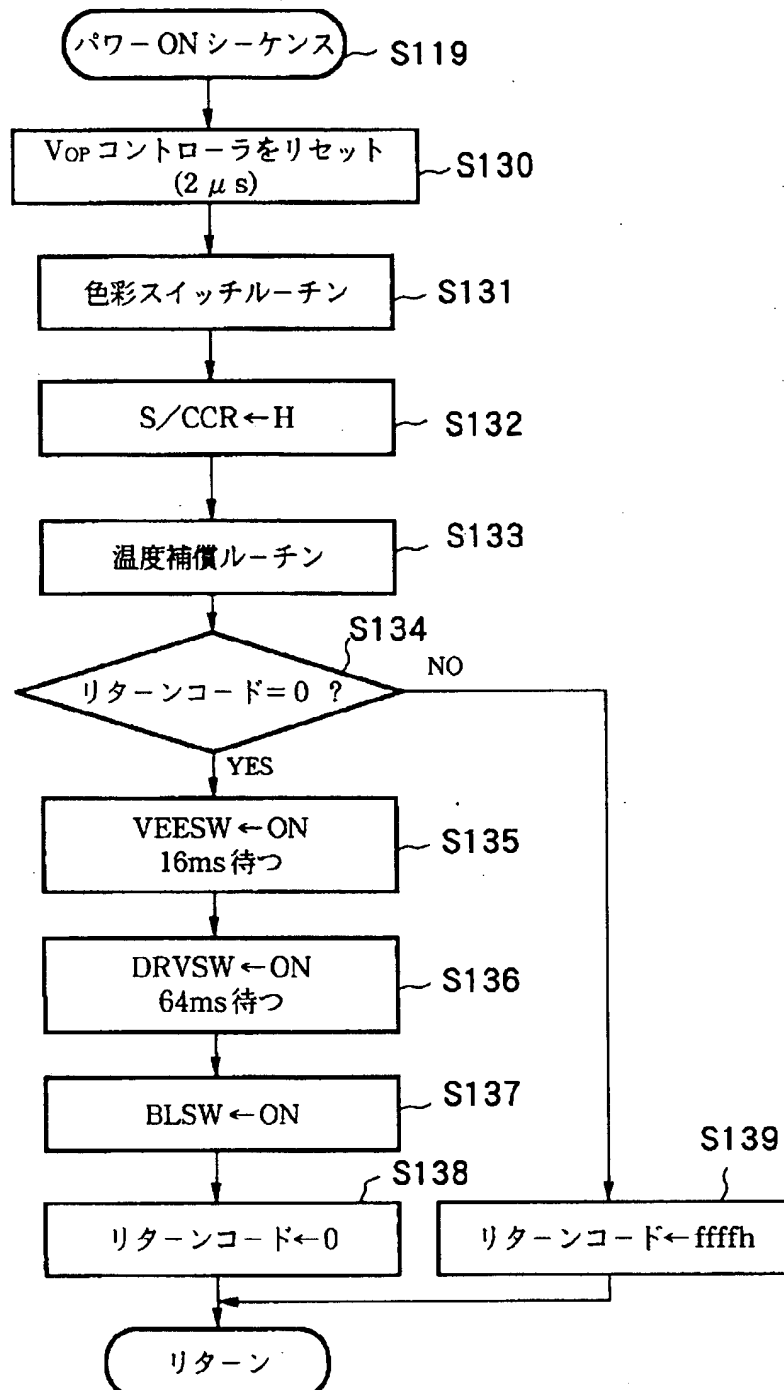 パワーONシーケンス
S119
VOPコントローラをリセット
(2μs)
S130
色彩スイッチルーチン
S131
S/CCR←H
S132
温度補償ルーチン
S133
S134
リターンコード=0 ?
NO
YES
VEESW←ON
16ms待つ
S135
DRVSW←ON
64ms待つ
S136
BLSW←ON
S137
S138
リターンコード←0
S139
リターンコード←ffffh
リターン